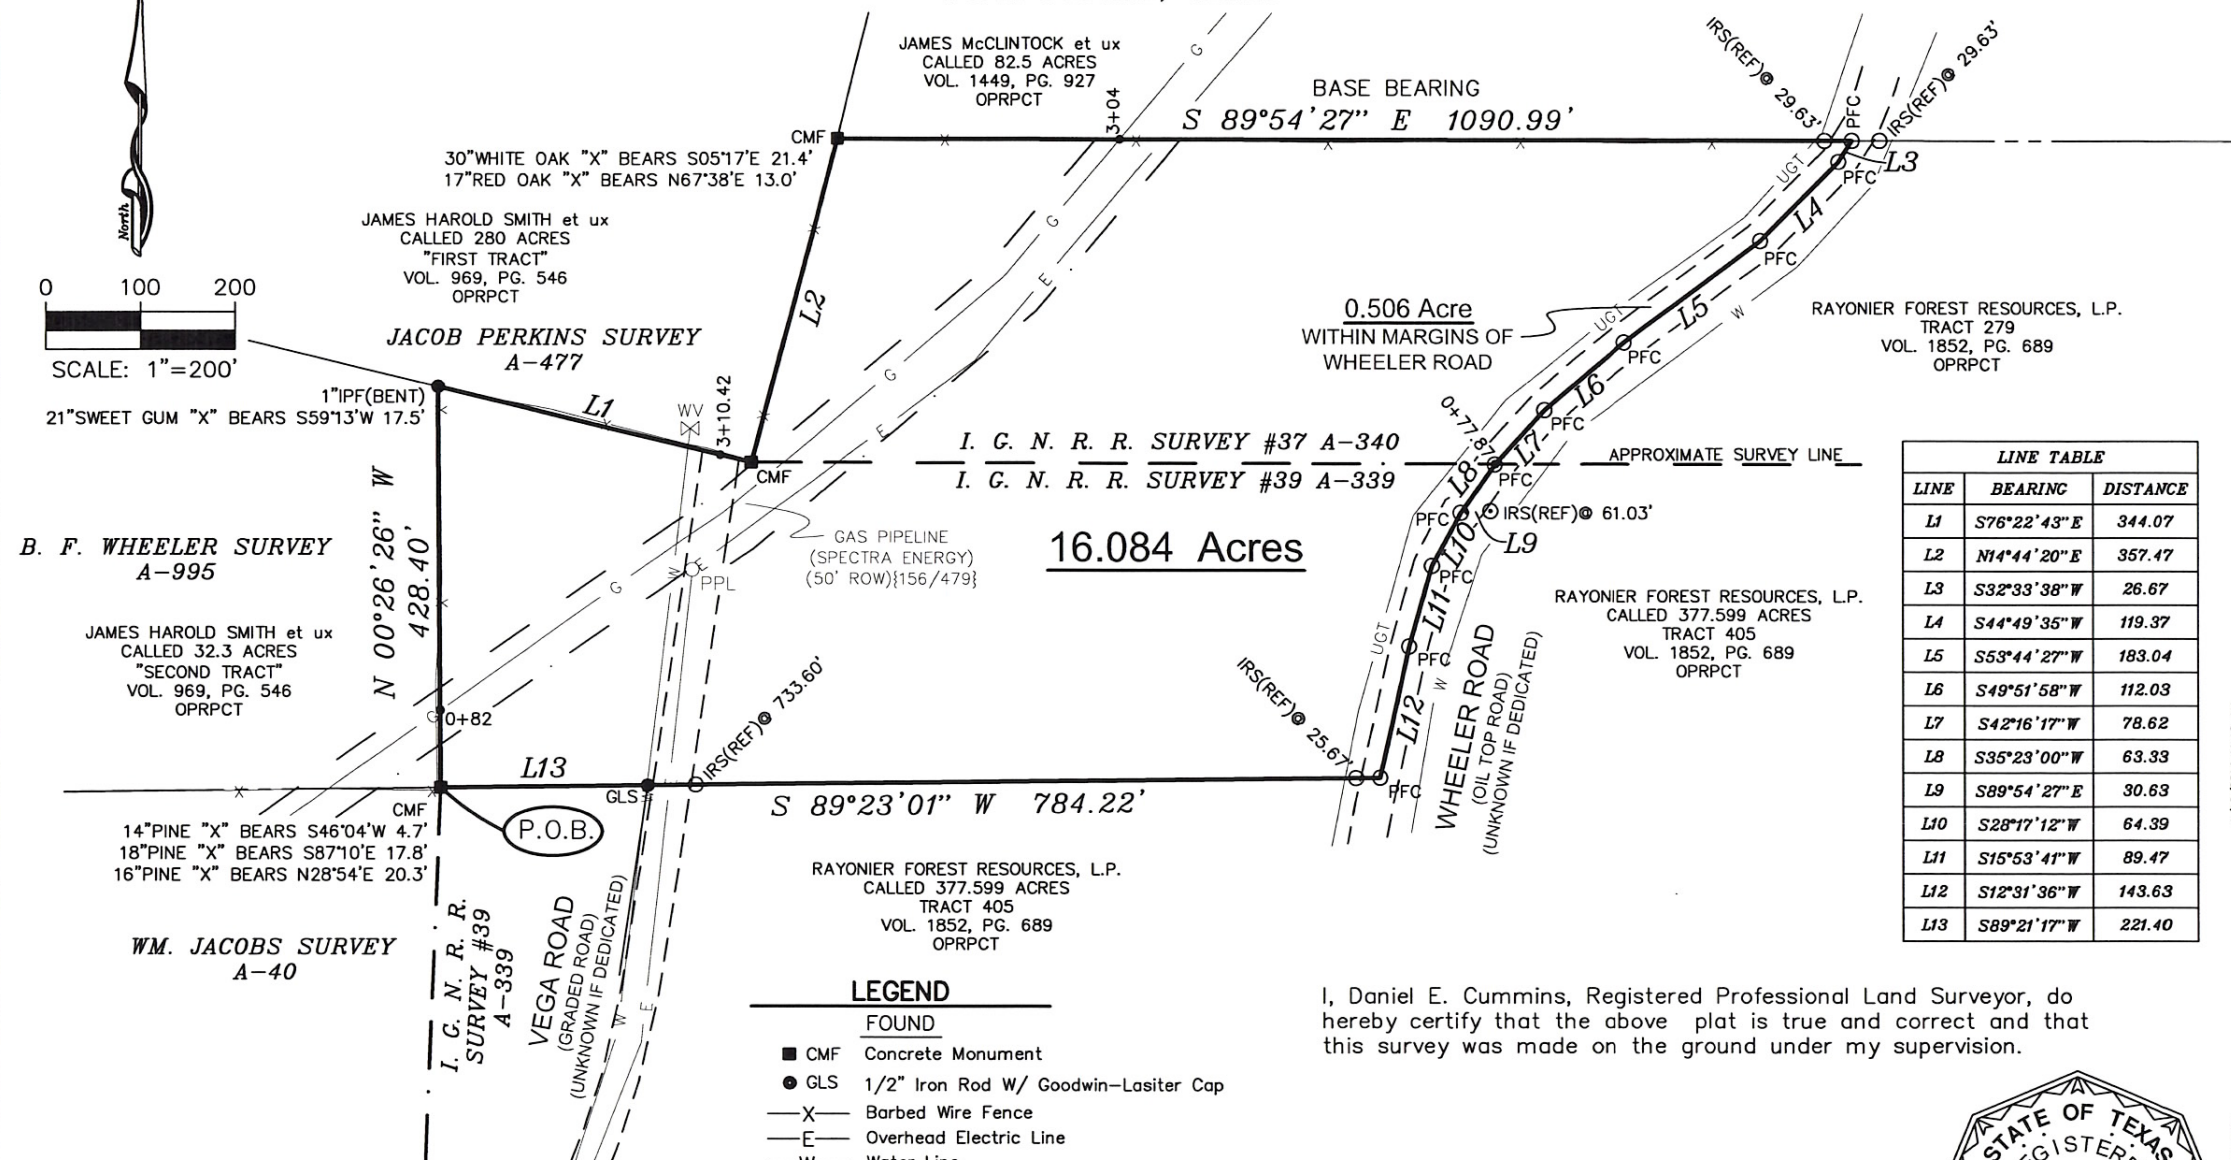 JAMES McCLINTOCK et ux
CALLED 82.5 ACRES
VOL. 1449, PG. 927
OPRPCT
3+04
BASE BEARING
S 89°54'27" E 1090.99'
IRS(REF)@ 29.63'
PFC
IRS(REF)@ 29.63'
CMF
30"WHITE OAK "X" BEARS S05°17'E 21.4'
17"RED OAK "X" BEARS N67°38'E 13.0'
L3
PFC
UGT
North
JAMES HAROLD SMITH et ux
CALLED 280 ACRES
"FIRST TRACT"
VOL. 969, PG. 546
OPRPCT
G
G
E
L4
PFC
0 100 200
SCALE: 1"=200'
L2
0.506 Acre
WITHIN MARGINS OF
WHEELER ROAD
UGT
L5
W
PFC
RAYONIER FOREST RESOURCES, L.P.
TRACT 279
VOL. 1852, PG. 689
OPRPCT
JACOB PERKINS SURVEY
A-477
1"IPF(BENT)
21"SWEET GUM "X" BEARS S59°13'W 17.5'
L1
WV
3+10.42
CMF
G
E
L6
PFC
0+77.87
L7
PFC
I. G. N. R. R. SURVEY #37 A-340
I. G. N. R. R. SURVEY #39 A-339
APPROXIMATE SURVEY LINE
L8
PFC
IRS(REF)@ 61.03'
L9
L10
PFC
N 00°26'26" W
428.40'
B. F. WHEELER SURVEY
A-995
GAS PIPELINE
(SPECTRA ENERGY)
(50' ROW){156/479}
16.084 Acres
W
E
PPL
G
L11
PFC
UGT
W
L12
PFC
JAMES HAROLD SMITH et ux
CALLED 32.3 ACRES
"SECOND TRACT"
VOL. 969, PG. 546
OPRPCT
G
0+82
RAYONIER FOREST RESOURCES, L.P.
CALLED 377.599 ACRES
TRACT 405
VOL. 1852, PG. 689
OPRPCT
WHEELER ROAD
(OIL TOP ROAD)
(UNKNOWN IF DEDICATED)
IRS(REF)@ 733.60'
IRS(REF)@ 25.67'
L13
GLS
S 89°23'01" W 784.22'
CMF
P.O.B.
14"PINE "X" BEARS S46°04'W 4.7'
18"PINE "X" BEARS S87°10'E 17.8'
16"PINE "X" BEARS N28°54'E 20.3'
WM. JACOBS SURVEY
A-40
I. G. N. R. R.
SURVEY #39
A-339
VEGA ROAD
(GRADED ROAD)
(UNKNOWN IF DEDICATED)
W
E
RAYONIER FOREST RESOURCES, L.P.
CALLED 377.599 ACRES
TRACT 405
VOL. 1852, PG. 689
OPRPCT
LINE TABLE
LINE BEARING DISTANCE
L1 S76°22'43"E 344.07
L2 N14°44'20"E 357.47
L3 S32°33'38"W 26.67
L4 S44°49'35"W 119.37
L5 S53°44'27"W 183.04
L6 S49°51'58"W 112.03
L7 S42°16'17"W 78.62
L8 S35°23'00"W 63.33
L9 S89°54'27"E 30.63
L10 S28°17'12"W 64.39
L11 S15°53'41"W 89.47
L12 S12°31'36"W 143.63
L13 S89°21'17"W 221.40
LEGEND
FOUND
CMF Concrete Monument
GLS 1/2" Iron Rod W/ Goodwin-Lasiter Cap
X Barbed Wire Fence
E Overhead Electric Line
W Water Line
I, Daniel E. Cummins, Registered Professional Land Surveyor, do
hereby certify that the above plat is true and correct and that
this survey was made on the ground under my supervision.
STATE OF TEXAS